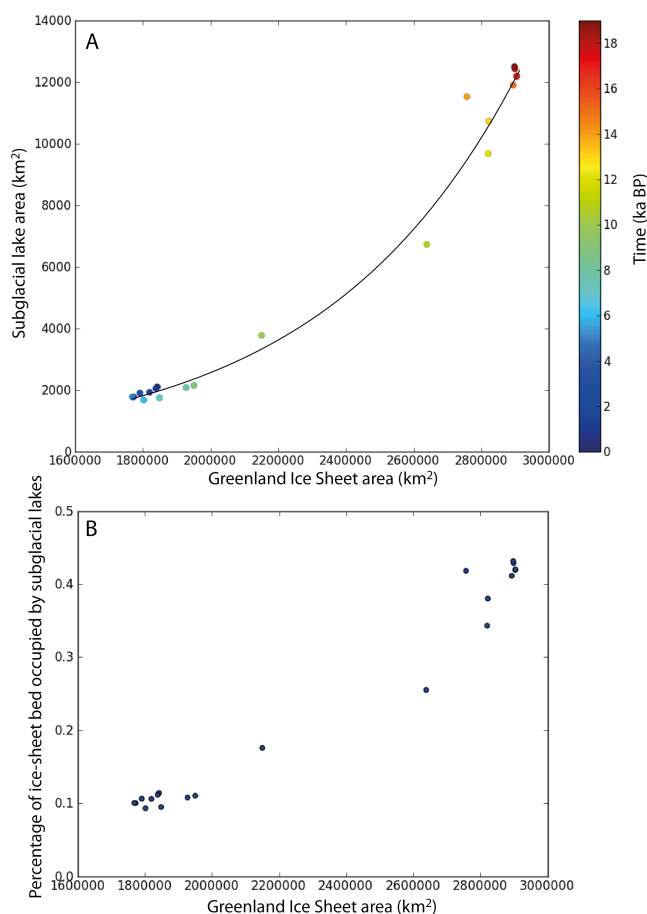 A
14000
12000
10000
8000
6000
4000
2000
0
Subglacial lake area (km²)
1600000 1800000 2000000 2200000 2400000 2600000 2800000 3000000
Greenland Ice Sheet area (km²)
18
16
14
12
10
8
6
4
2
0
Time (ka BP)
B
0.5
0.4
0.3
0.2
0.1
0.0
Percentage of ice-sheet bed occupied by subglacial lakes
1600000 1800000 2000000 2200000 2400000 2600000 2800000 3000000
Greenland Ice Sheet area (km²)